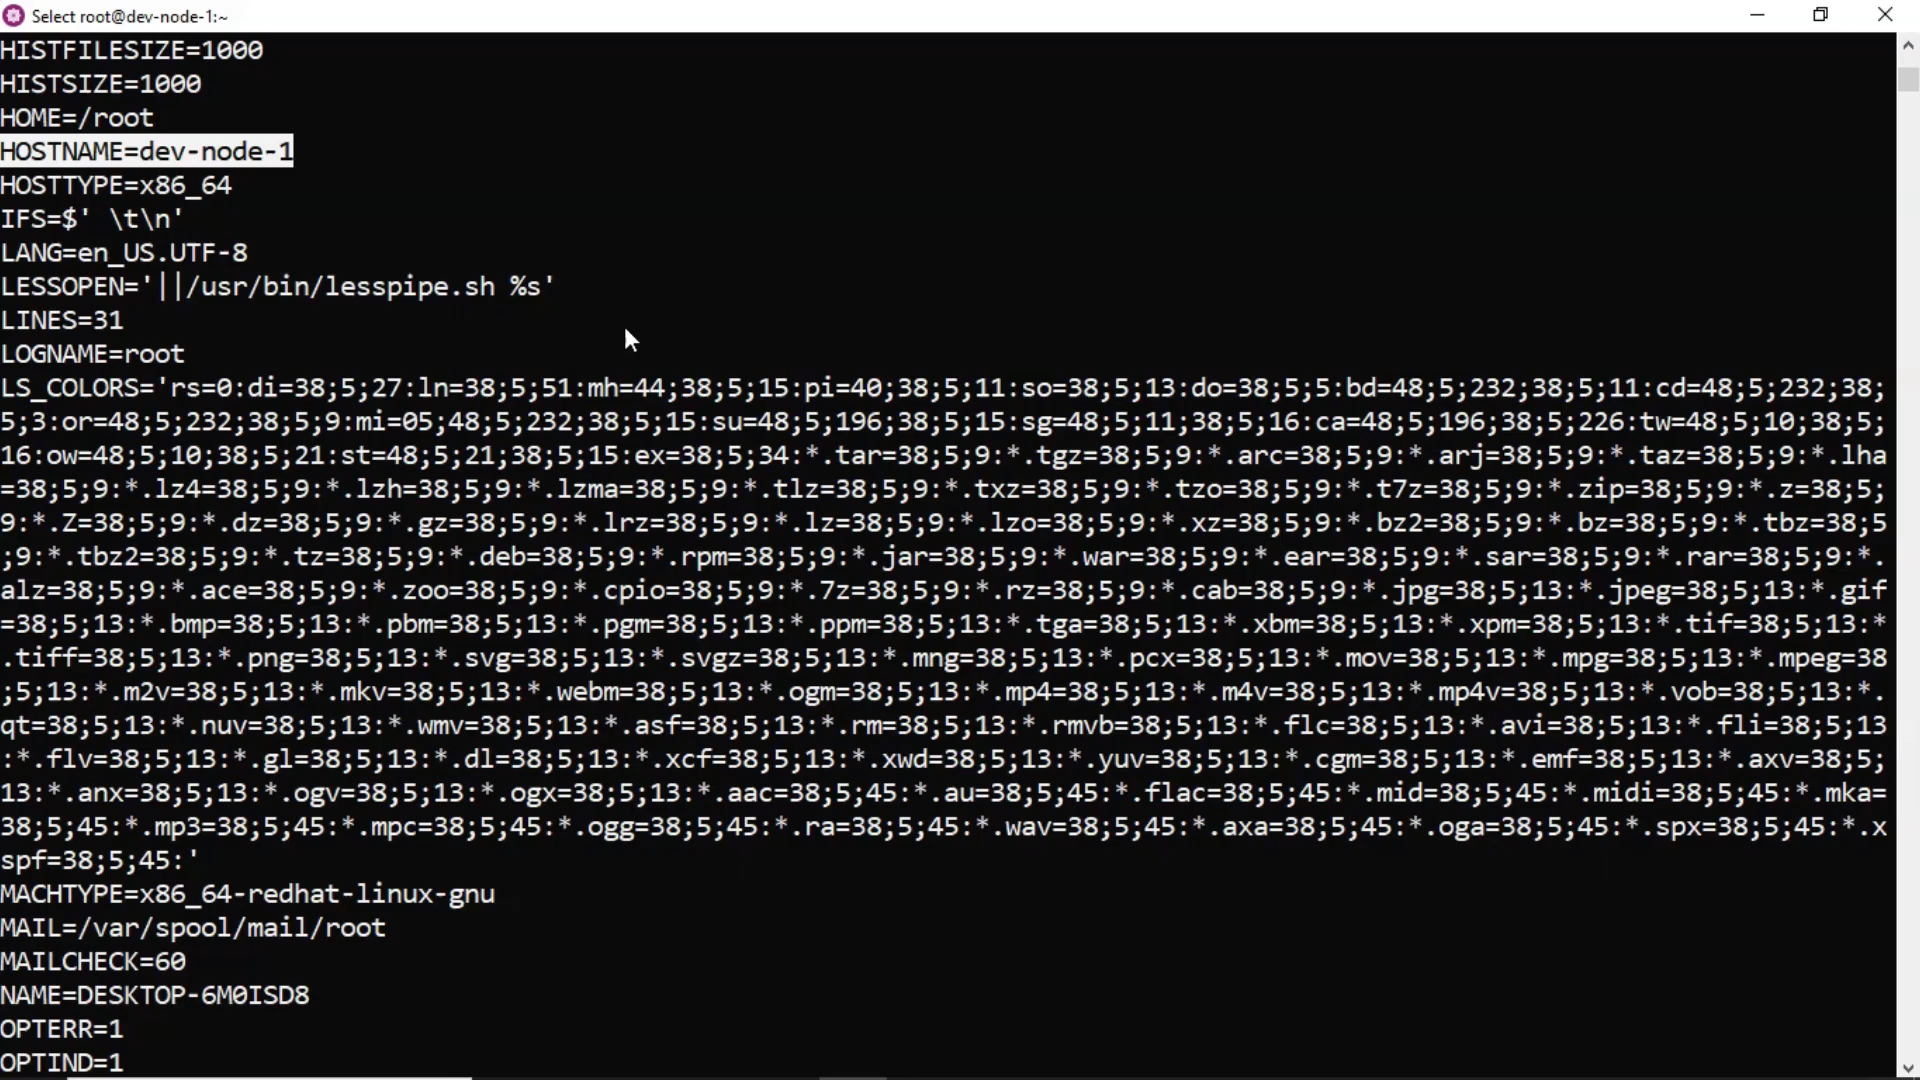 Select root@dev-node-1:~
HISTFILESIZE=1000
HISTSIZE=1000
HOME=/root
HOSTNAME=dev-node-1
HOSTTYPE=x86_64
IFS=$' \t\n'
LANG=en_US.UTF-8
LESSOPEN='||/usr/bin/lesspipe.sh %s'
LINES=31
LOGNAME=root
LS_COLORS='rs=0:di=38;5;27:ln=38;5;51:mh=44;38;5;15:pi=40;38;5;11:so=38;5;13:do=38;5;5:bd=48;5;232;38;5;11:cd=48;5;232;38;
5;3:or=48;5;232;38;5;9:mi=05;48;5;232;38;5;15:su=48;5;196;38;5;15:sg=48;5;11;38;5;16:ca=48;5;196;38;5;226:tw=48;5;10;38;5;
16:ow=48;5;10;38;5;21:st=48;5;21;38;5;15:ex=38;5;34:*.tar=38;5;9:*.tgz=38;5;9:*.arc=38;5;9:*.arj=38;5;9:*.taz=38;5;9:*.lha
=38;5;9:*.lz4=38;5;9:*.lzh=38;5;9:*.lzma=38;5;9:*.tlz=38;5;9:*.txz=38;5;9:*.tzo=38;5;9:*.t7z=38;5;9:*.zip=38;5;9:*.z=38;5;
9:*.Z=38;5;9:*.dz=38;5;9:*.gz=38;5;9:*.lrz=38;5;9:*.lz=38;5;9:*.lzo=38;5;9:*.xz=38;5;9:*.bz2=38;5;9:*.bz=38;5;9:*.tbz=38;5
;9:*.tbz2=38;5;9:*.tz=38;5;9:*.deb=38;5;9:*.rpm=38;5;9:*.jar=38;5;9:*.war=38;5;9:*.ear=38;5;9:*.sar=38;5;9:*.rar=38;5;9:*.
alz=38;5;9:*.ace=38;5;9:*.zoo=38;5;9:*.cpio=38;5;9:*.7z=38;5;9:*.rz=38;5;9:*.cab=38;5;9:*.jpg=38;5;13:*.jpeg=38;5;13:*.gif
=38;5;13:*.bmp=38;5;13:*.pbm=38;5;13:*.pgm=38;5;13:*.ppm=38;5;13:*.tga=38;5;13:*.xbm=38;5;13:*.xpm=38;5;13:*.tif=38;5;13:*
.tiff=38;5;13:*.png=38;5;13:*.svg=38;5;13:*.svgz=38;5;13:*.mng=38;5;13:*.pcx=38;5;13:*.mov=38;5;13:*.mpg=38;5;13:*.mpeg=38
;5;13:*.m2v=38;5;13:*.mkv=38;5;13:*.webm=38;5;13:*.ogm=38;5;13:*.mp4=38;5;13:*.m4v=38;5;13:*.mp4v=38;5;13:*.vob=38;5;13:*.
qt=38;5;13:*.nuv=38;5;13:*.wmv=38;5;13:*.asf=38;5;13:*.rm=38;5;13:*.rmvb=38;5;13:*.flc=38;5;13:*.avi=38;5;13:*.fli=38;5;13
:*.flv=38;5;13:*.gl=38;5;13:*.dl=38;5;13:*.xcf=38;5;13:*.xwd=38;5;13:*.yuv=38;5;13:*.cgm=38;5;13:*.emf=38;5;13:*.axv=38;5;
13:*.anx=38;5;13:*.ogv=38;5;13:*.ogx=38;5;13:*.aac=38;5;45:*.au=38;5;45:*.flac=38;5;45:*.mid=38;5;45:*.midi=38;5;45:*.mka=
38;5;45:*.mp3=38;5;45:*.mpc=38;5;45:*.ogg=38;5;45:*.ra=38;5;45:*.wav=38;5;45:*.axa=38;5;45:*.oga=38;5;45:*.spx=38;5;45:*.x
spf=38;5;45:'
MACHTYPE=x86_64-redhat-linux-gnu
MAIL=/var/spool/mail/root
MAILCHECK=60
NAME=DESKTOP-6M0ISD8
OPTERR=1
OPTIND=1